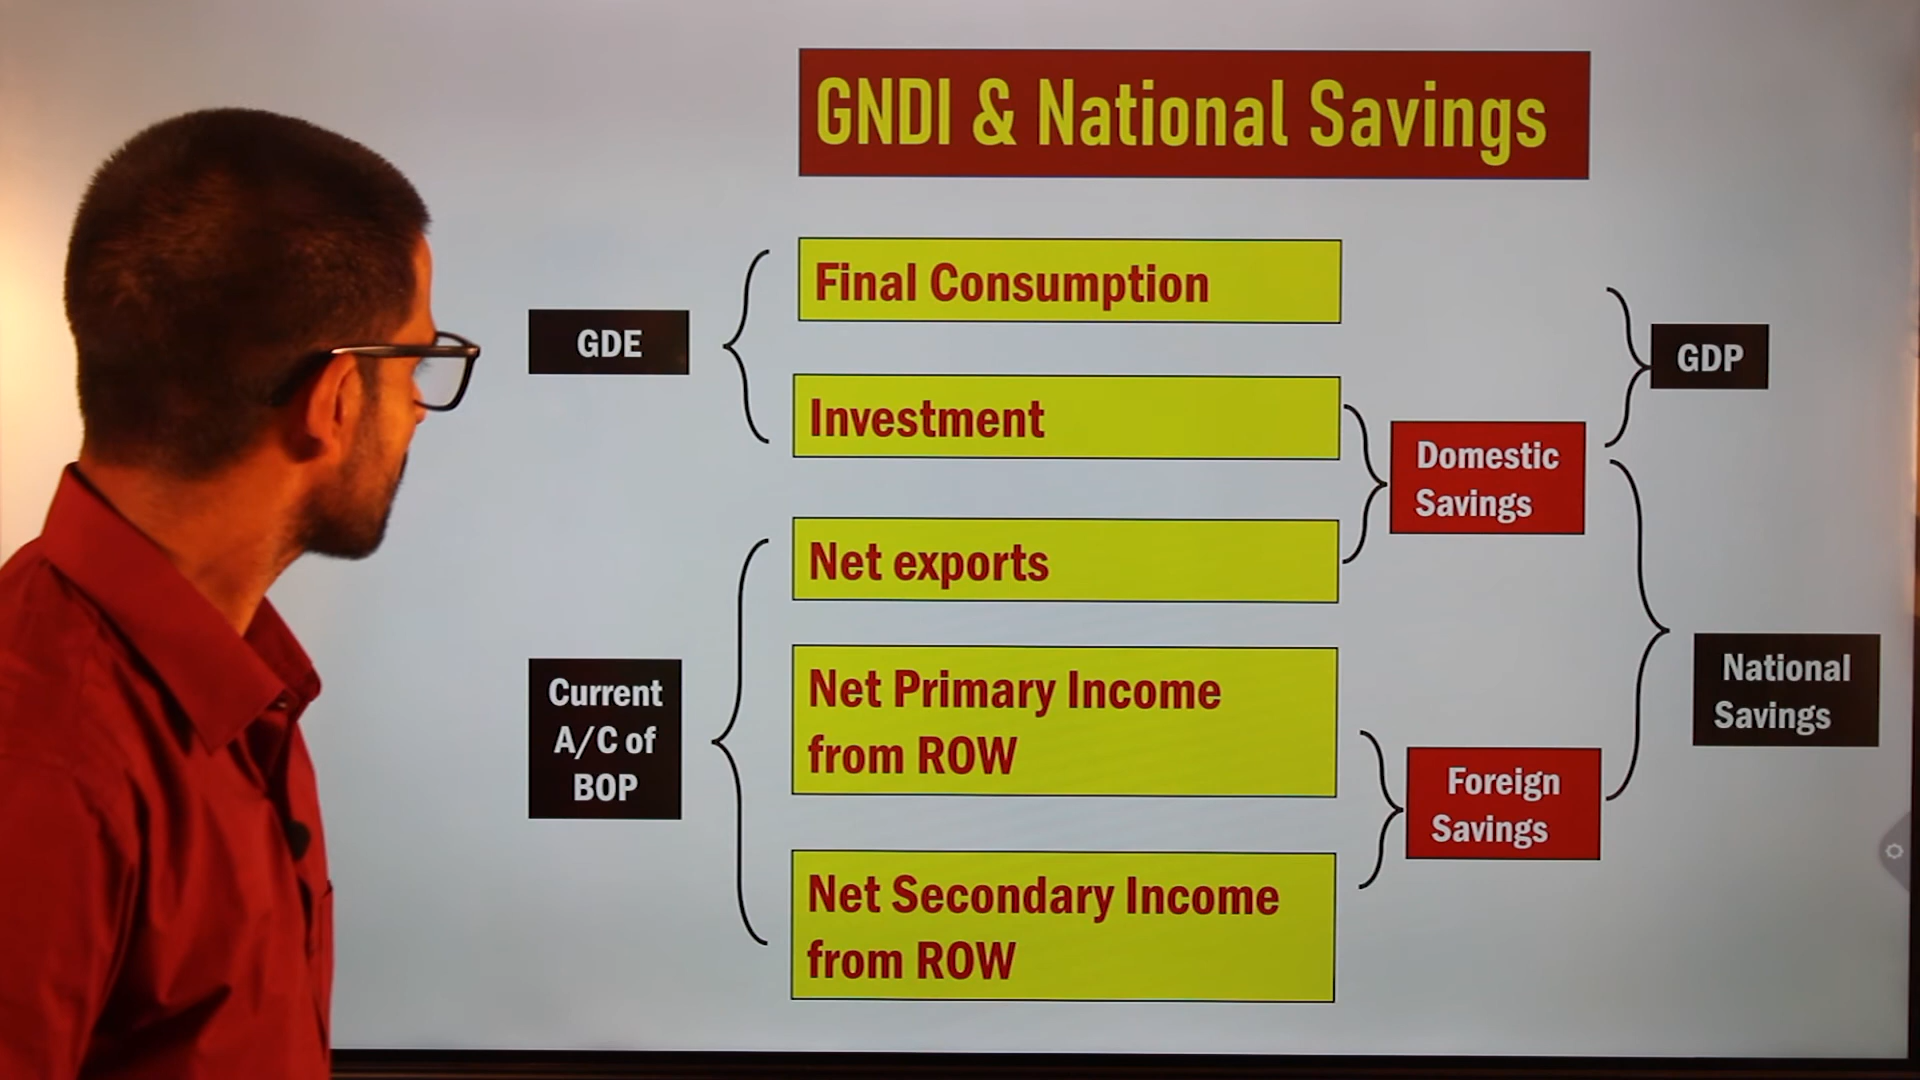 GNDI & National Savings
Final Consumption
GDE
GDP
Investment
Domestic
Savings
Net exports
Current
A/C of
BOP
Net Primary Income
from ROW
National
Savings
Foreign
Savings
Net Secondary Income
from ROW